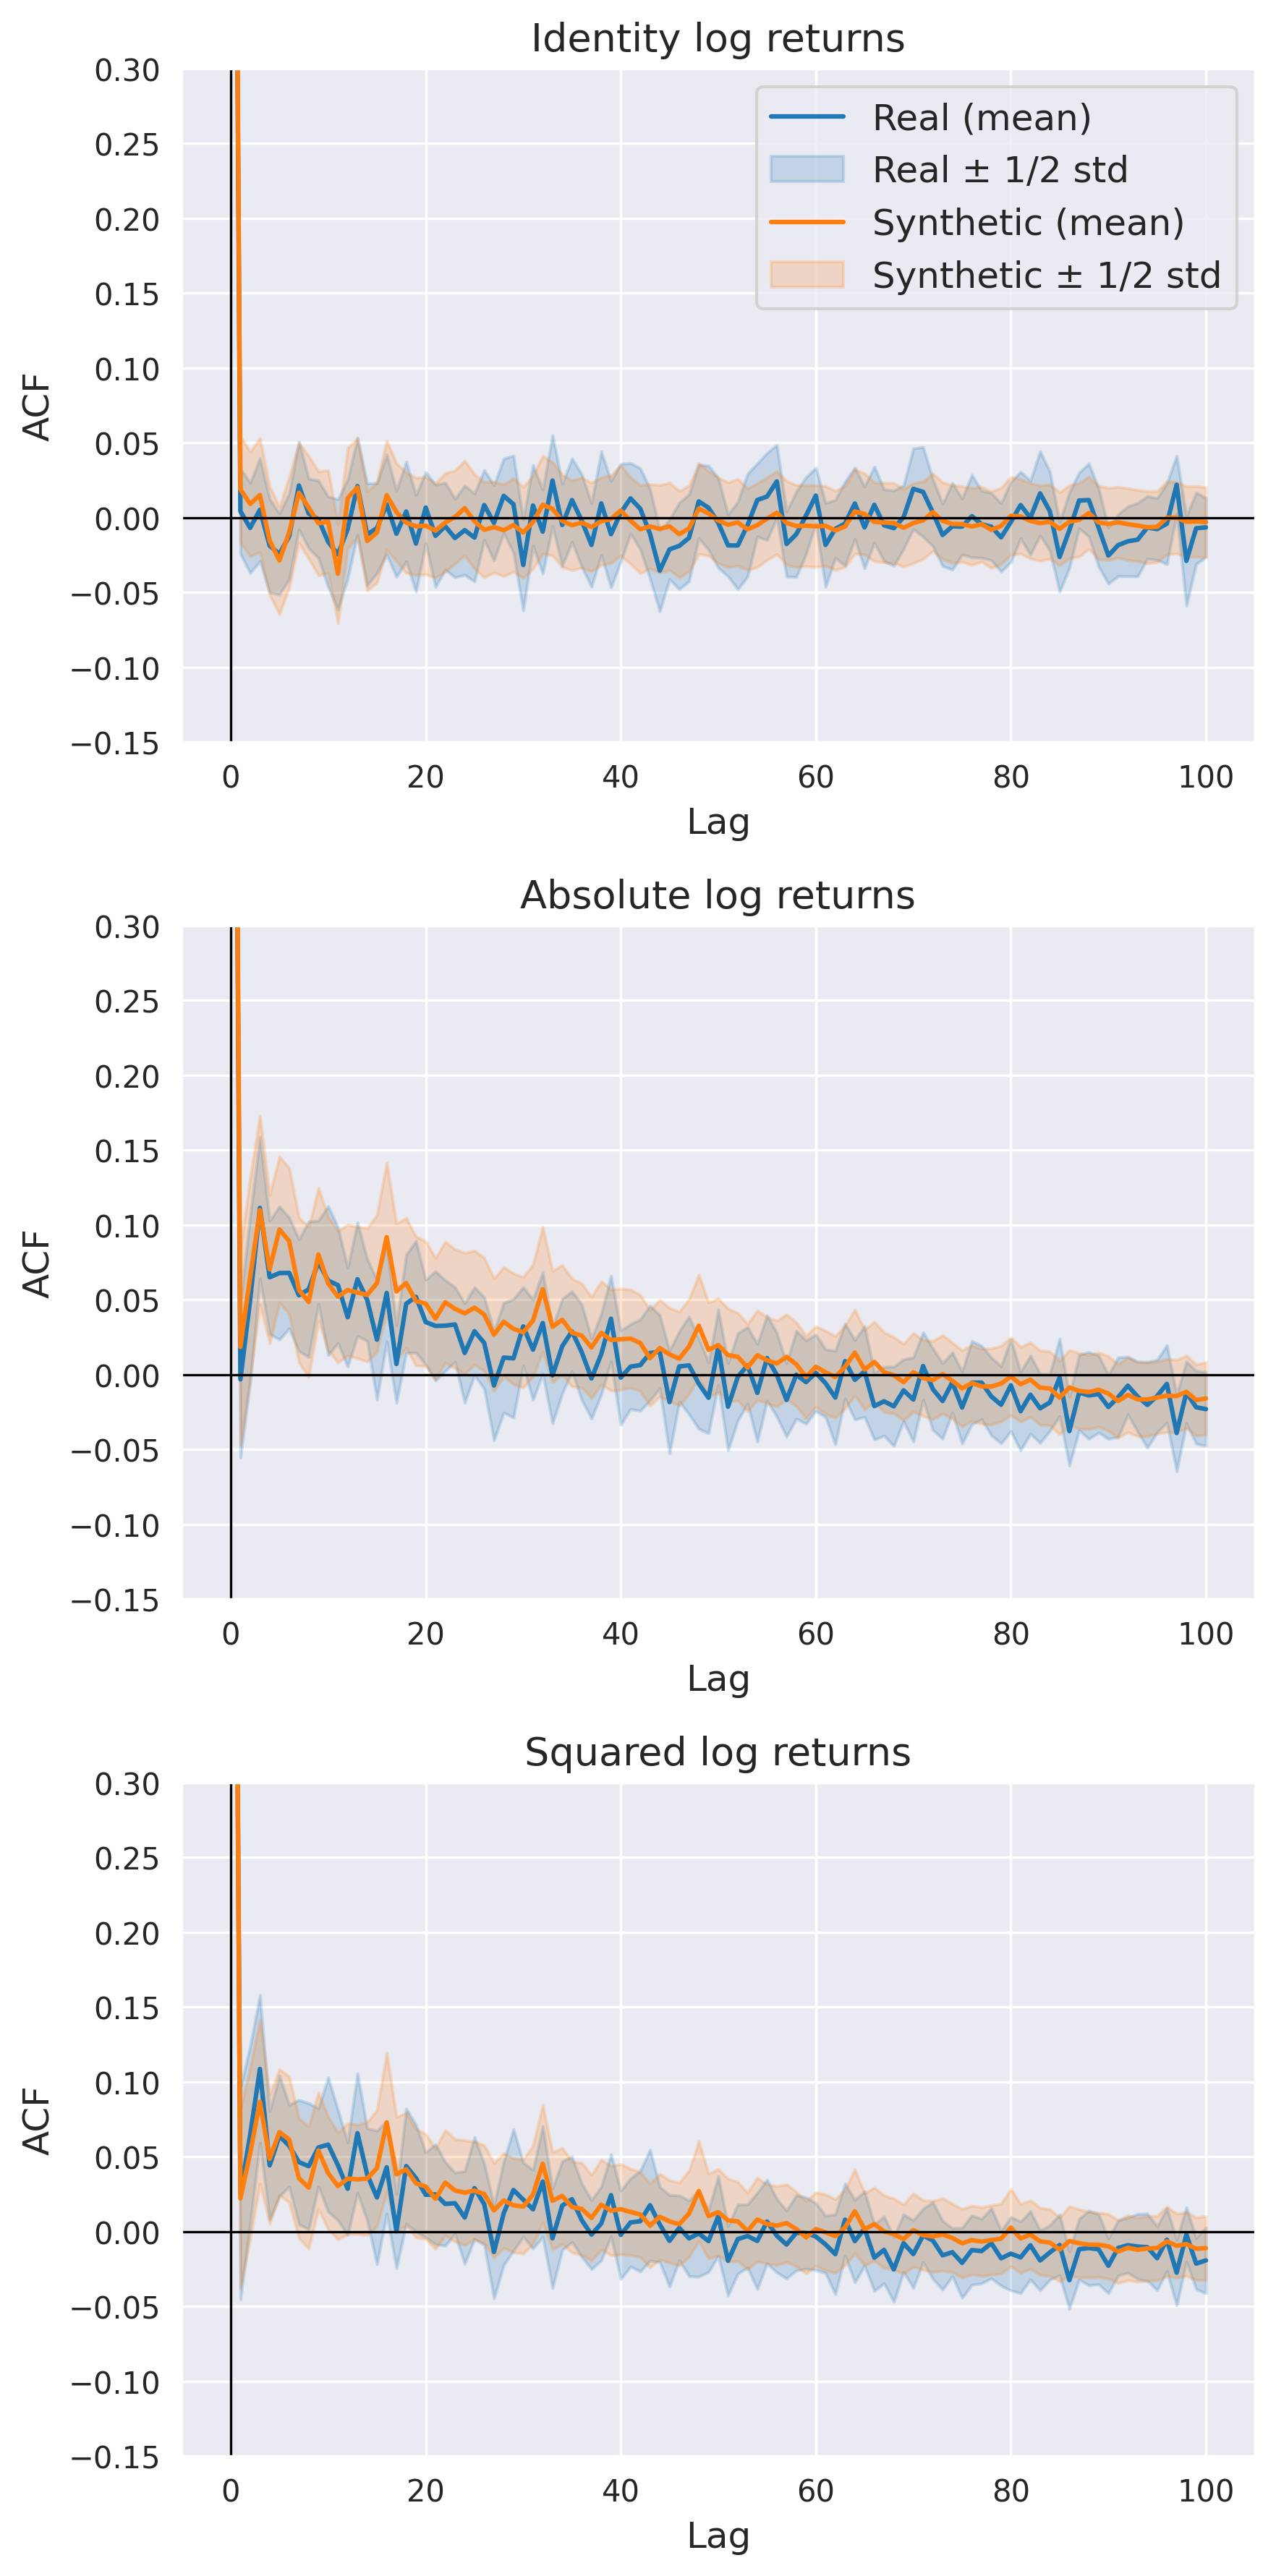 Identity log returns
0.30
0.25
0.20
0.15
0.10
0.05
0.00
−0.05
−0.10
−0.15
ACF
Real (mean)
Real ± 1/2 std
Synthetic (mean)
Synthetic ± 1/2 std
0 20 40 60 80 100
Lag
Absolute log returns
0.30
0.25
0.20
0.15
0.10
0.05
0.00
−0.05
−0.10
−0.15
ACF
0 20 40 60 80 100
Lag
Squared log returns
0.30
0.25
0.20
0.15
0.10
0.05
0.00
−0.05
−0.10
−0.15
ACF
0 20 40 60 80 100
Lag